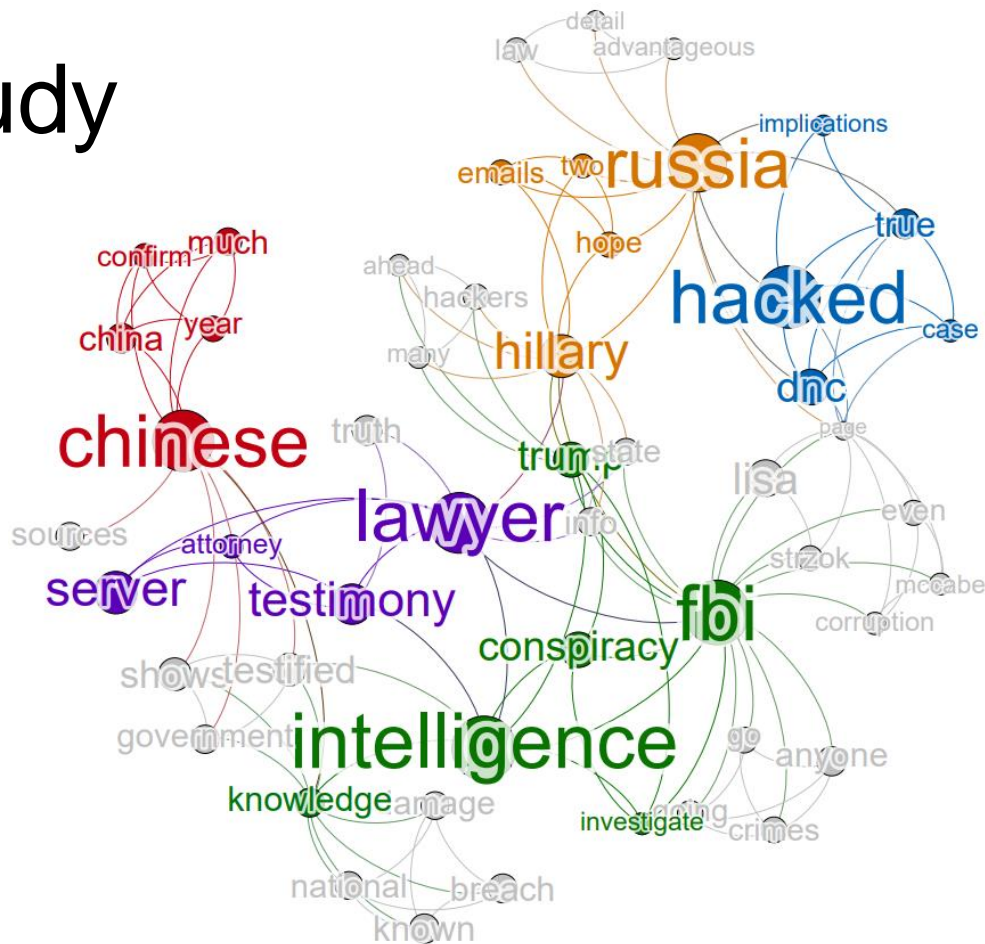 udy
detail
law
advantageous
implications
russia
two
emails
true
hope
much
confirm
ahead
hackers
hacked
year
case
china
many
hillary
dnc
page
truth
chinese
state
trump
lisa
even
lawyer
info
sources
attorney
strzok
mccabe
server
testimony
fbi
corruption
conspiracy
shows
testified
government
go
intelligence
anyone
knowledge
amage
going
investigate
crimes
national
breach
known